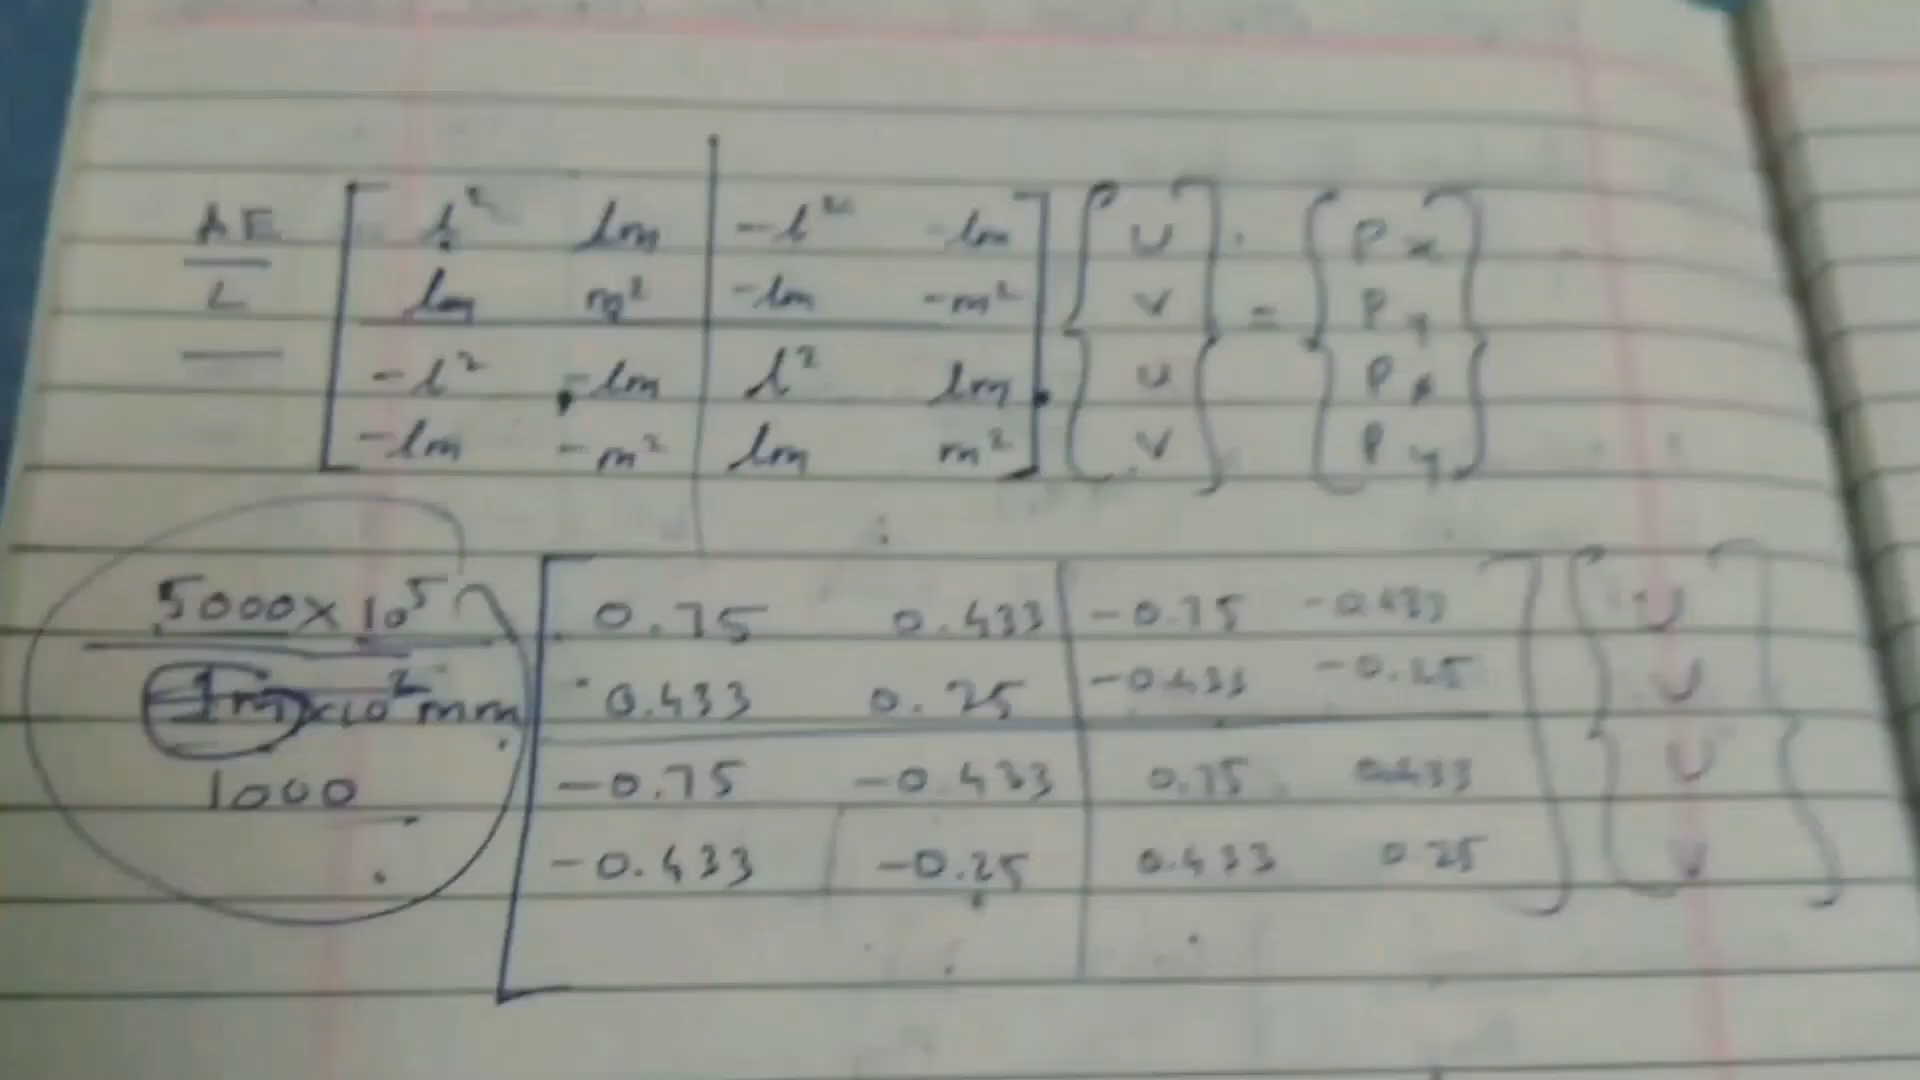 AE/L [ l² lm | -l² -lm ] { U } = { Px }
[ lm m² | -lm -m² ] { V } { Py }
[ -l² -lm | l² lm ] { U } { Px }
[ -lm -m² | lm m² ] { V } { Py }
5000×10⁵ [ 0.75 0.433 | -0.75 -0.433 ] { U }
×10² mm [ 0.433 0.25 | -0.433 -0.25 ] { V }
1000 [ -0.75 -0.433 | 0.75 0.433 ] { U }
[ -0.433 -0.25 | 0.433 0.25 ] { V }